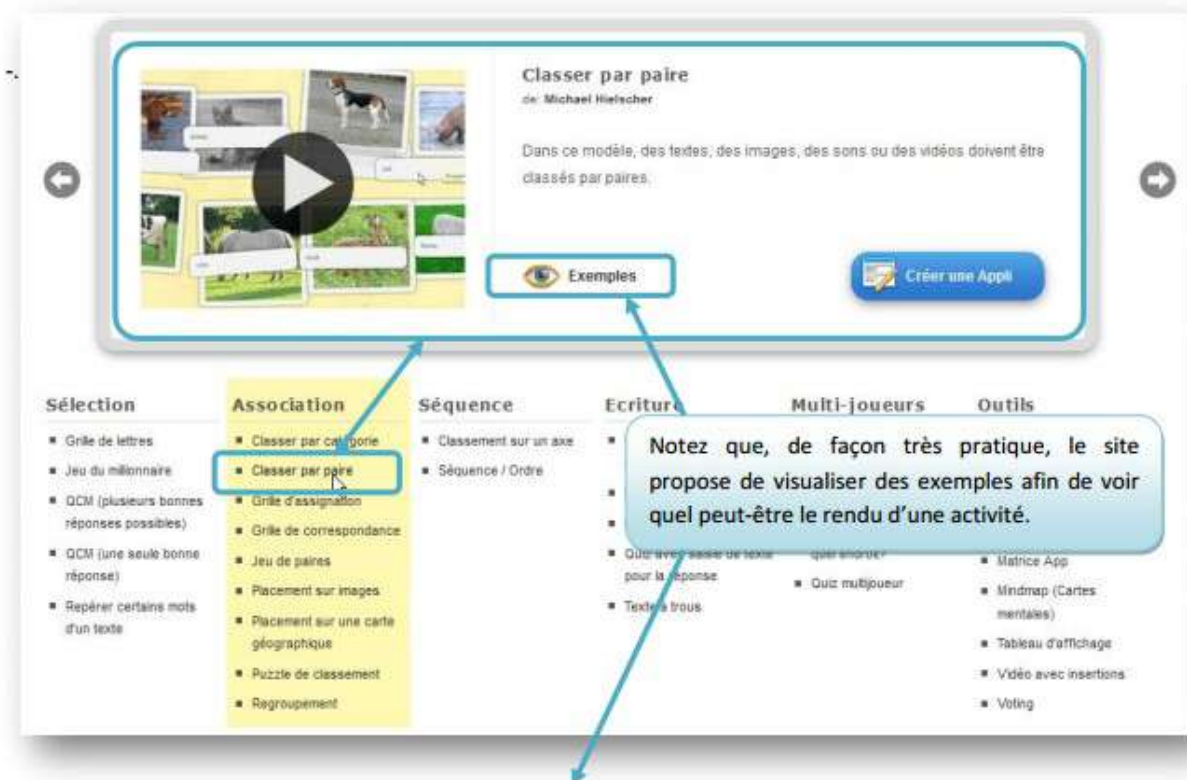 -.
Classer par paire
de: Michael Hielscher
Dans ce modèle, des textes, des images, des sons ou des vidéos doivent être
classés par paires.
Exemples
Créer une Appli
Sélection
Grille de lettres
Jeu du millionnaire
QCM (plusieurs bonnes
réponses possibles)
QCM (une seule bonne
réponse)
Repérer certains mots
d'un texte
Association
Classer par catégorie
Classer par paire
Grille d'assignation
Grille de correspondance
Jeu de paires
Placement sur images
Placement sur une carte
géographique
Puzzle de classement
Regroupement
Séquence
Classement sur un axe
Séquence / Ordre
Ecriture
Quiz avec saisie de texte
pour la réponse
Texte à trous
Multi-joueurs
Quiz multijoueur
Outils
Matrice App
Mindmap (Cartes
mentales)
Tableau d'affichage
Vidéo avec insertions
Voting
Notez que, de façon très pratique, le site
propose de visualiser des exemples afin de voir
quel peut-être le rendu d'une activité.